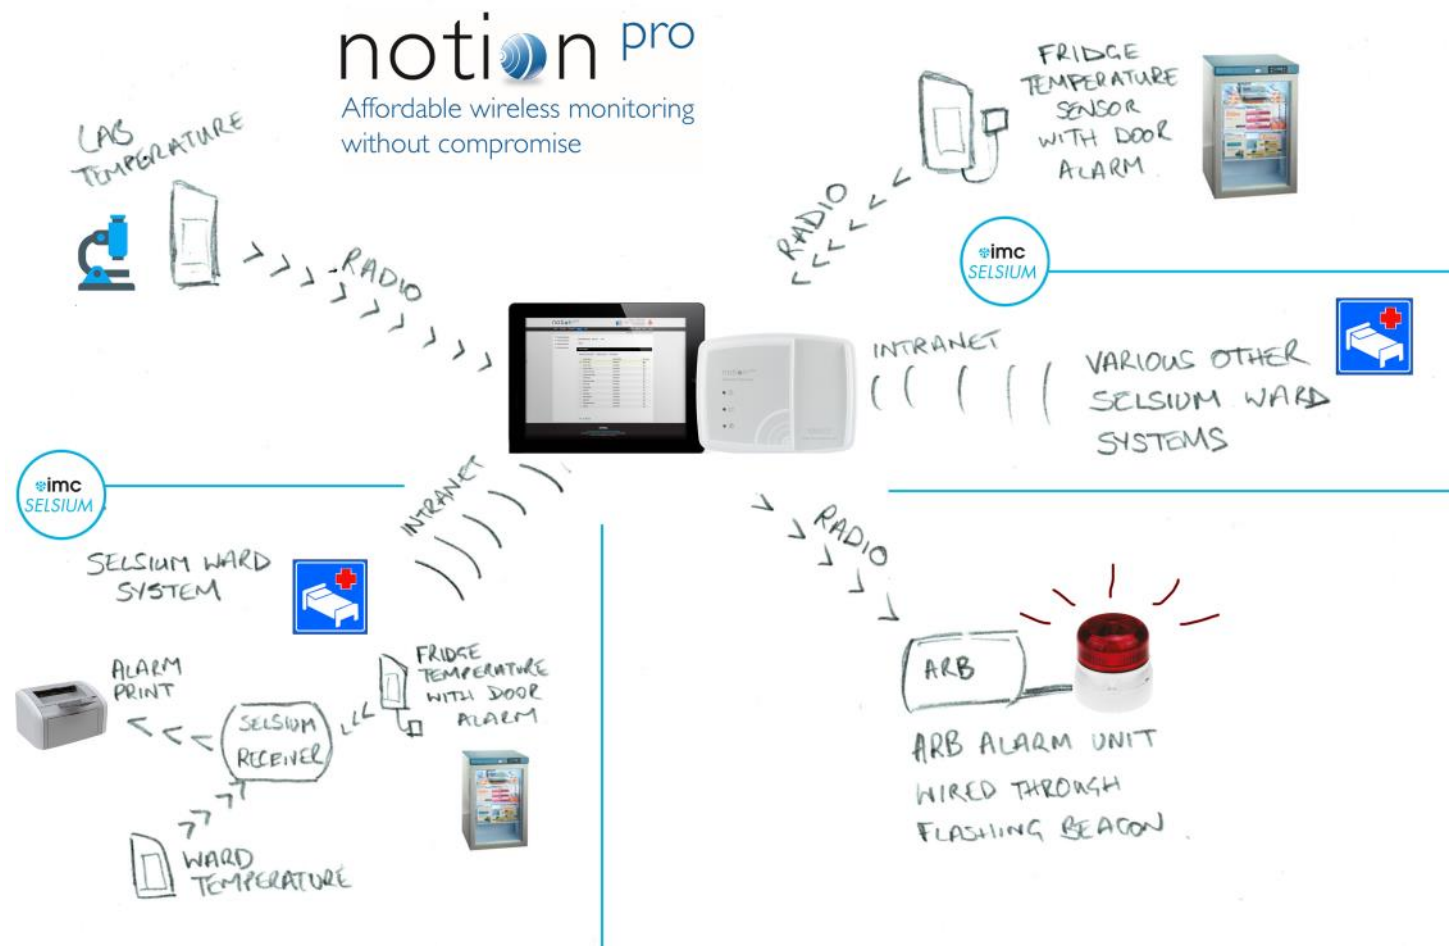 notion pro
Affordable wireless monitoring
without compromise
LAB
TEMPERATURE
RADIO
FRIDGE
TEMPERATURE
SENSOR
WITH DOOR
ALARM
RADIO
imc
SELSIUM
notion pro
INTRANET
VARIOUS OTHER
SELSIUM WARD
SYSTEMS
imc
SELSIUM
INTRANET
SELSIUM WARD
SYSTEM
RADIO
ALARM
PRINT
SELSIUM
RECEIVER
FRIDGE
TEMPERATURE
WITH DOOR
ALARM
WARD
TEMPERATURE
ARB
ARB ALARM UNIT
WIRED THROUGH
FLASHING BEACON.